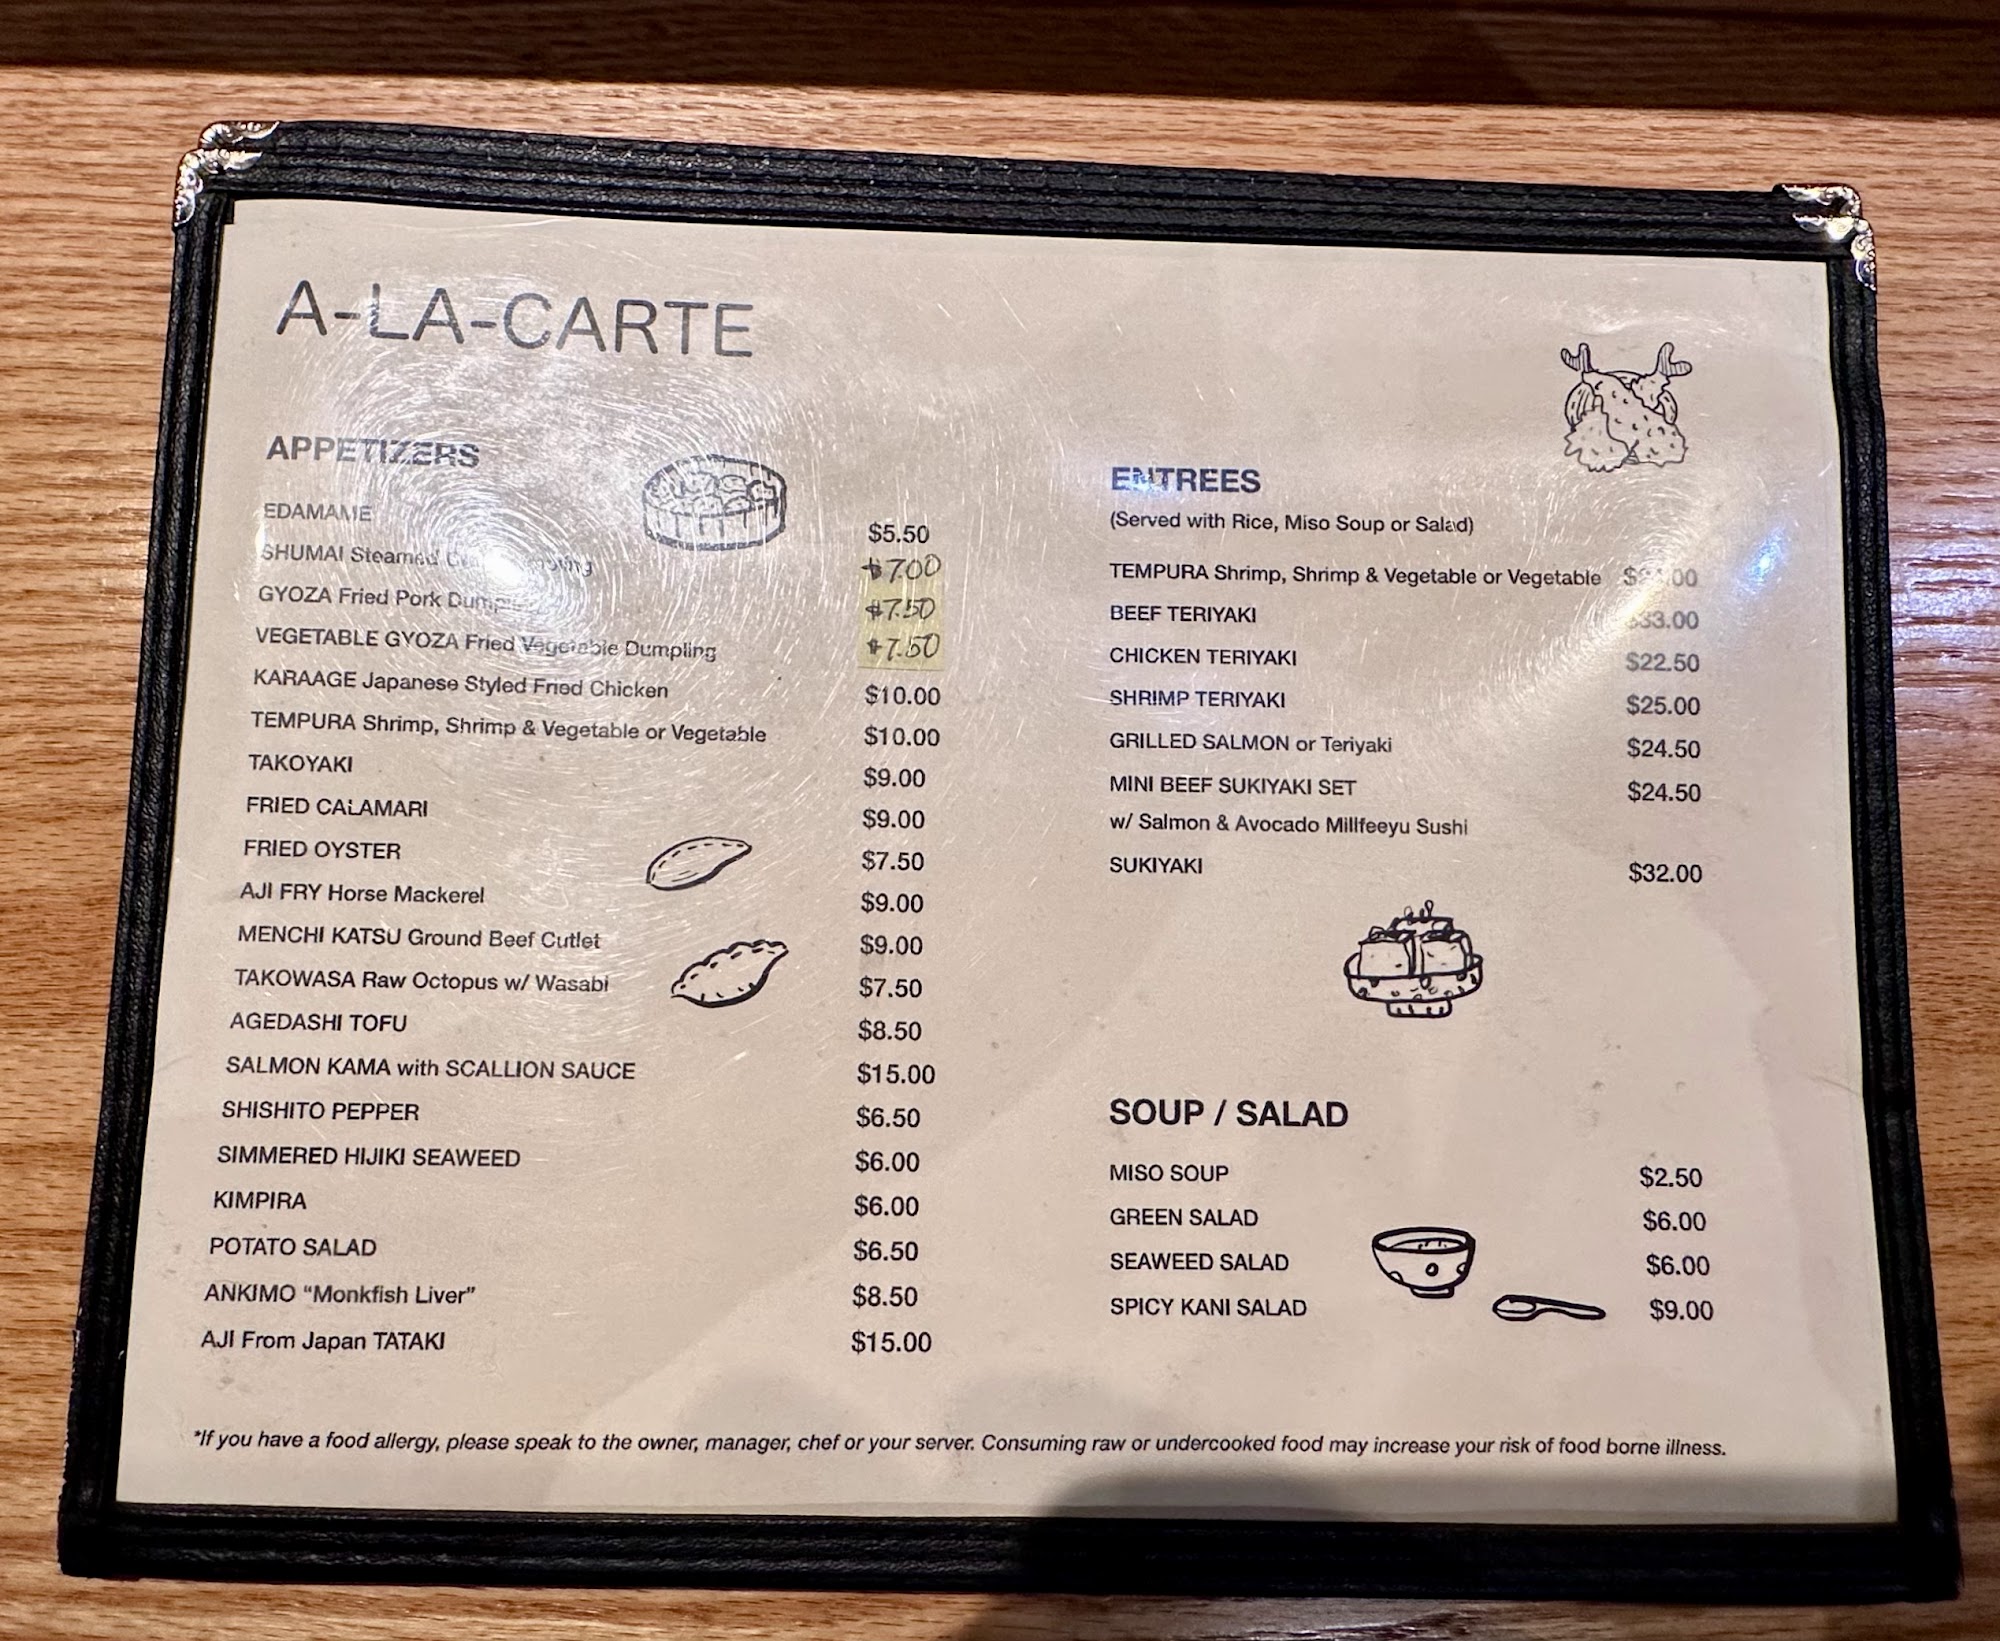 A-LA-CARTE
APPETIZERS
EDAMAME $5.50
SHUMAI Steamed $7.00
GYOZA Fried Pork $7.50
VEGETABLE GYOZA Fried Vegetable Dumpling $7.50
KARAAGE Japanese Styled Fried Chicken $10.00
TEMPURA Shrimp, Shrimp & Vegetable or Vegetable $10.00
TAKOYAKI $9.00
FRIED CALAMARI $9.00
FRIED OYSTER $7.50
AJI FRY Horse Mackerel $9.00
MENCHI KATSU Ground Beef Cutlet $9.00
TAKOWASA Raw Octopus w/ Wasabi $7.50
AGEDASHI TOFU $8.50
SALMON KAMA with SCALLION SAUCE $15.00
SHISHITO PEPPER $6.50
SIMMERED HIJIKI SEAWEED $6.00
KIMPIRA $6.00
POTATO SALAD $6.50
ANKIMO "Monkfish Liver" $8.50
AJI From Japan TATAKI $15.00
ENTREES
(Served with Rice, Miso Soup or Salad)
TEMPURA Shrimp, Shrimp & Vegetable or Vegetable
BEEF TERIYAKI $33.00
CHICKEN TERIYAKI $22.50
SHRIMP TERIYAKI $25.00
GRILLED SALMON or Teriyaki $24.50
MINI BEEF SUKIYAKI SET $24.50
w/ Salmon & Avocado Millfeeyu Sushi
SUKIYAKI $32.00
SOUP / SALAD
MISO SOUP $2.50
GREEN SALAD $6.00
SEAWEED SALAD $6.00
SPICY KANI SALAD $9.00
*If you have a food allergy, please speak to the owner, manager, chef or your server. Consuming raw or undercooked food may increase your risk of food borne illness.